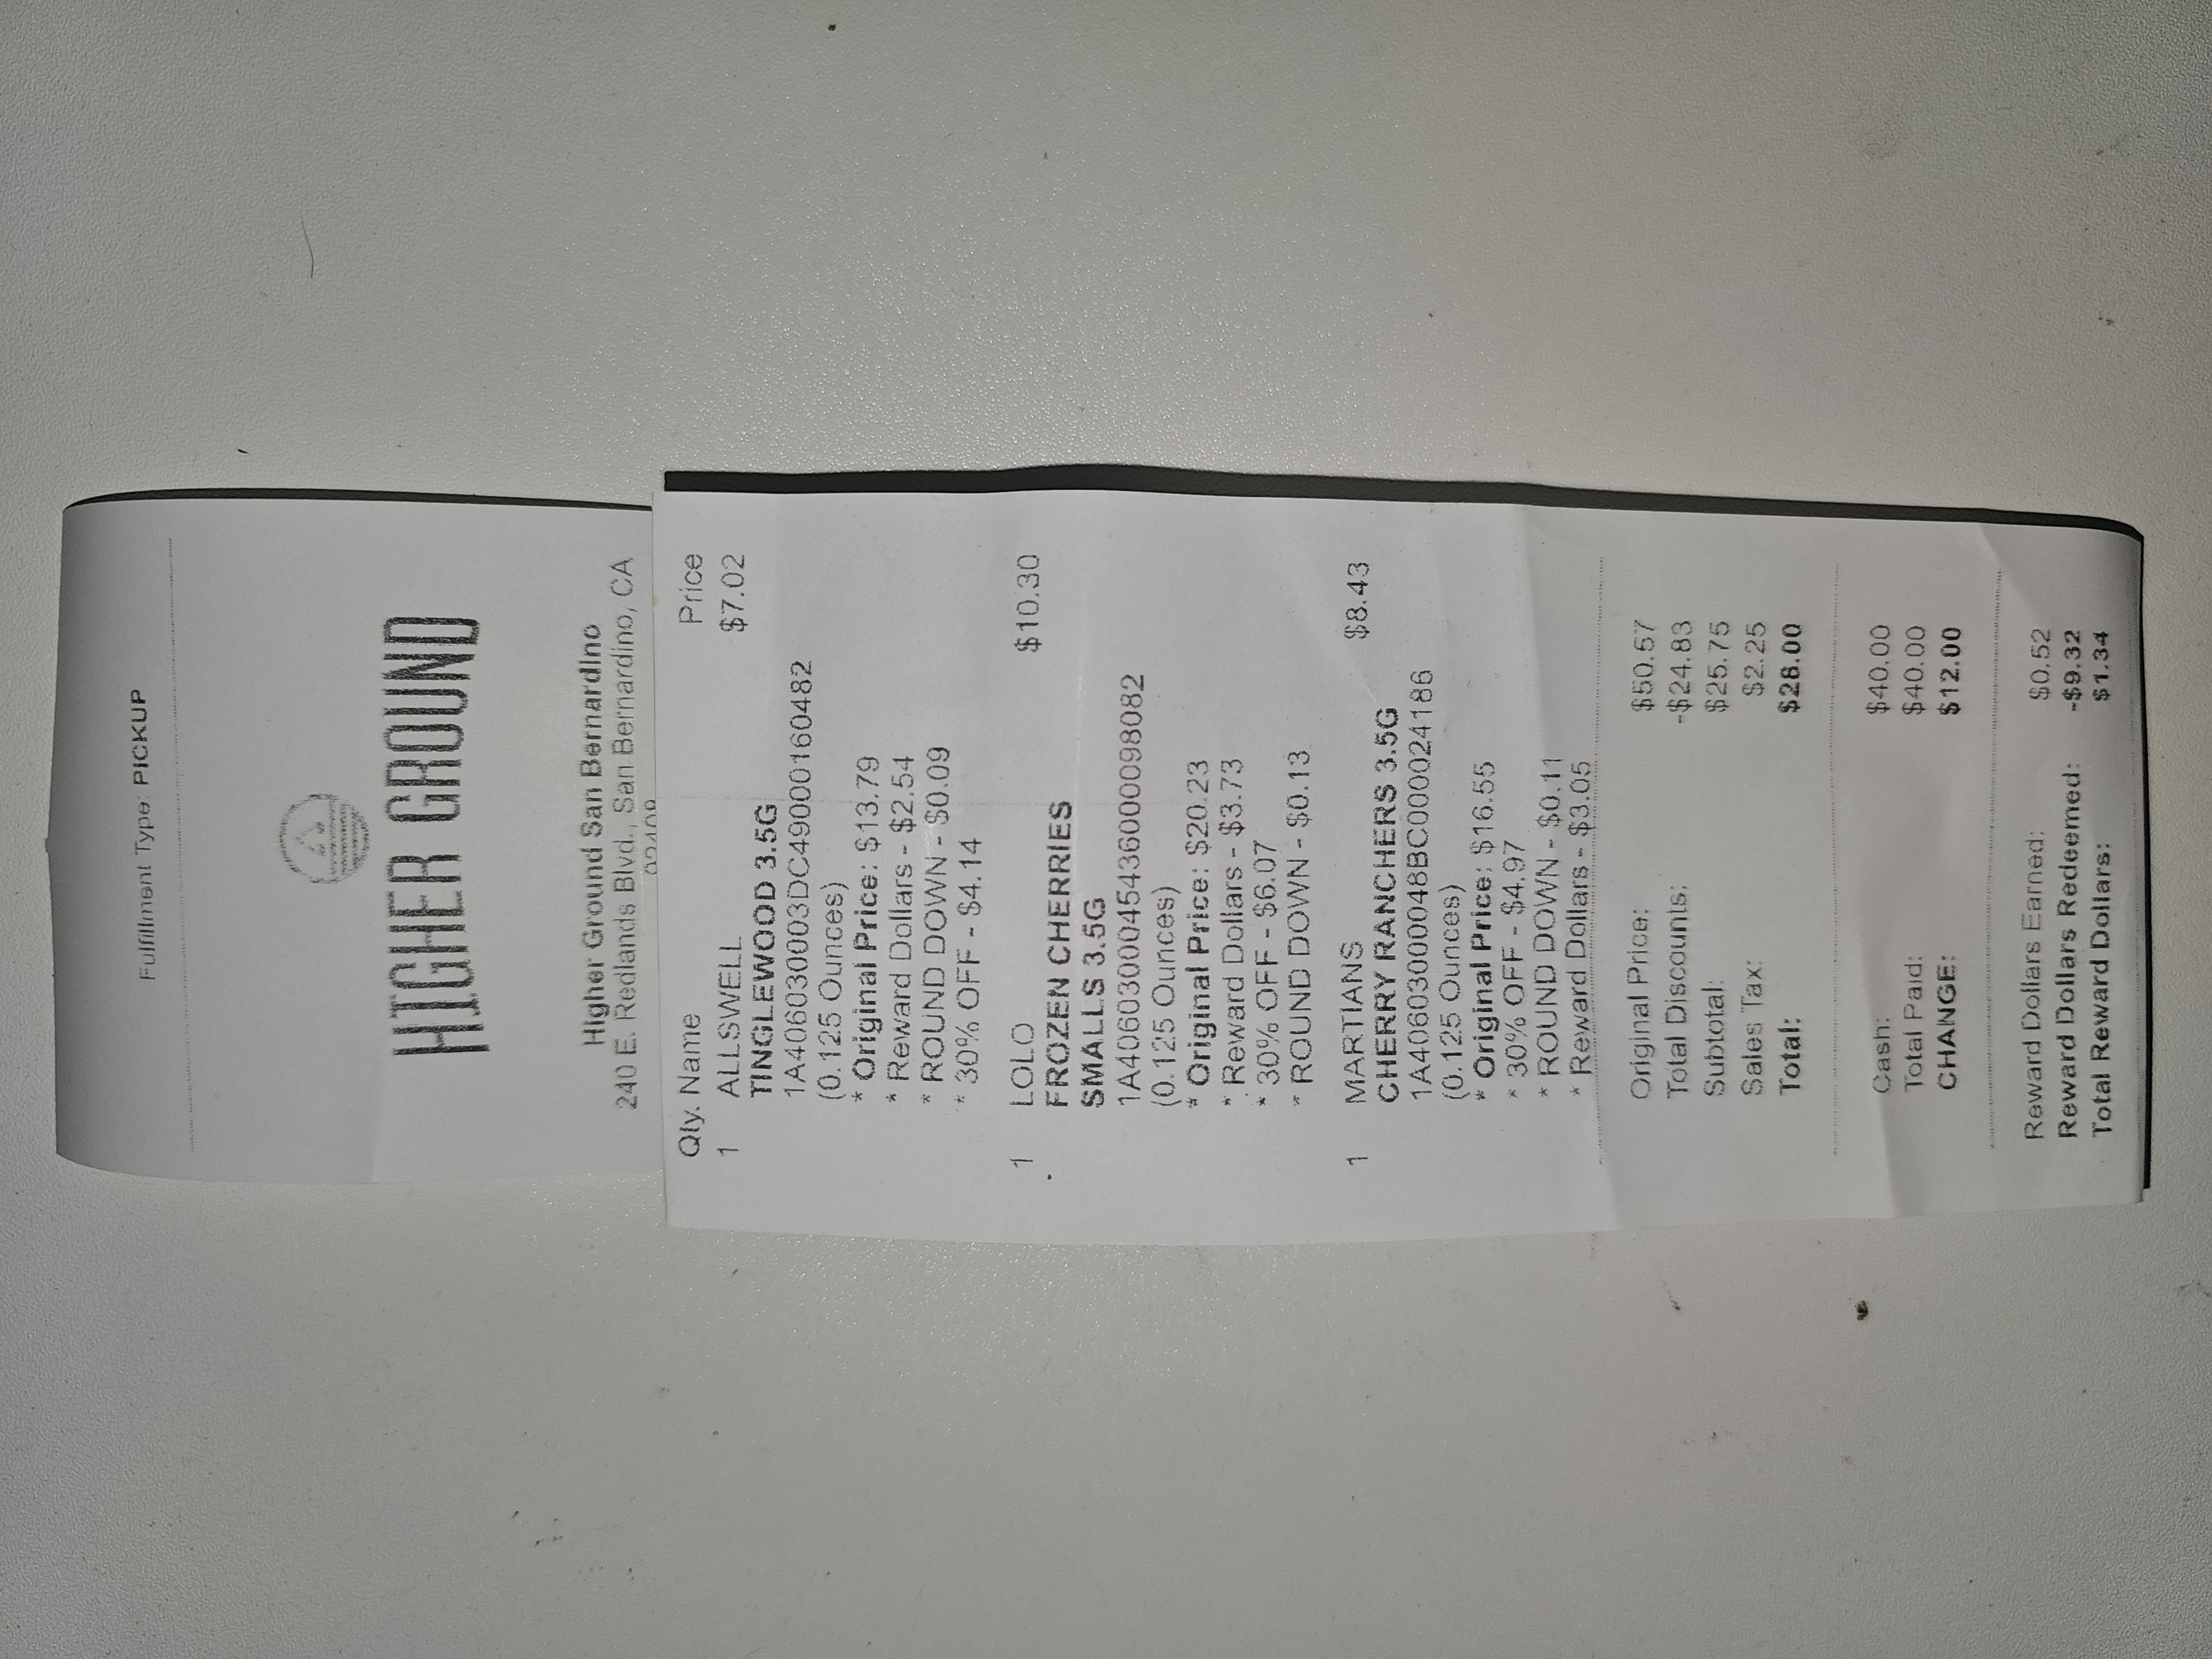 Fulfillment Type: PICKUP
HIGHER GROUND
Higher Ground San Bernardino
240 E. Redlands Blvd., San Bernardino, CA
92408
Qty. Name Price
1 ALLSWELL $7.02
TINGLEWOOD 3.5G
1A406030003DC49000160482
(0.125 Ounces)
* Original Price: $13.79
* Reward Dollars - $2.54
* ROUND DOWN - $0.09
* 30% OFF - $4.14
1 LOLO $10.30
FROZEN CHERRIES
SMALLS 3.5G
1A4060300045436000098082
(0.125 Ounces)
* Original Price: $20.23
* Reward Dollars - $3.73
* 30% OFF - $6.07
* ROUND DOWN - $0.13
1 MARTIANS $8.43
CHERRY RANCHERS 3.5G
1A40603000048BC000024186
(0.125 Ounces)
* Original Price: $16.55
* 30% OFF - $4.97
* ROUND DOWN - $0.11
* Reward Dollars - $3.05
Original Price: $50.57
Total Discounts: -$24.83
Subtotal: $25.75
Sales Tax: $2.25
Total: $28.00
Cash: $40.00
Total Paid: $40.00
CHANGE: $12.00
Reward Dollars Earned: $0.52
Reward Dollars Redeemed: -$9.32
Total Reward Dollars: $1.34